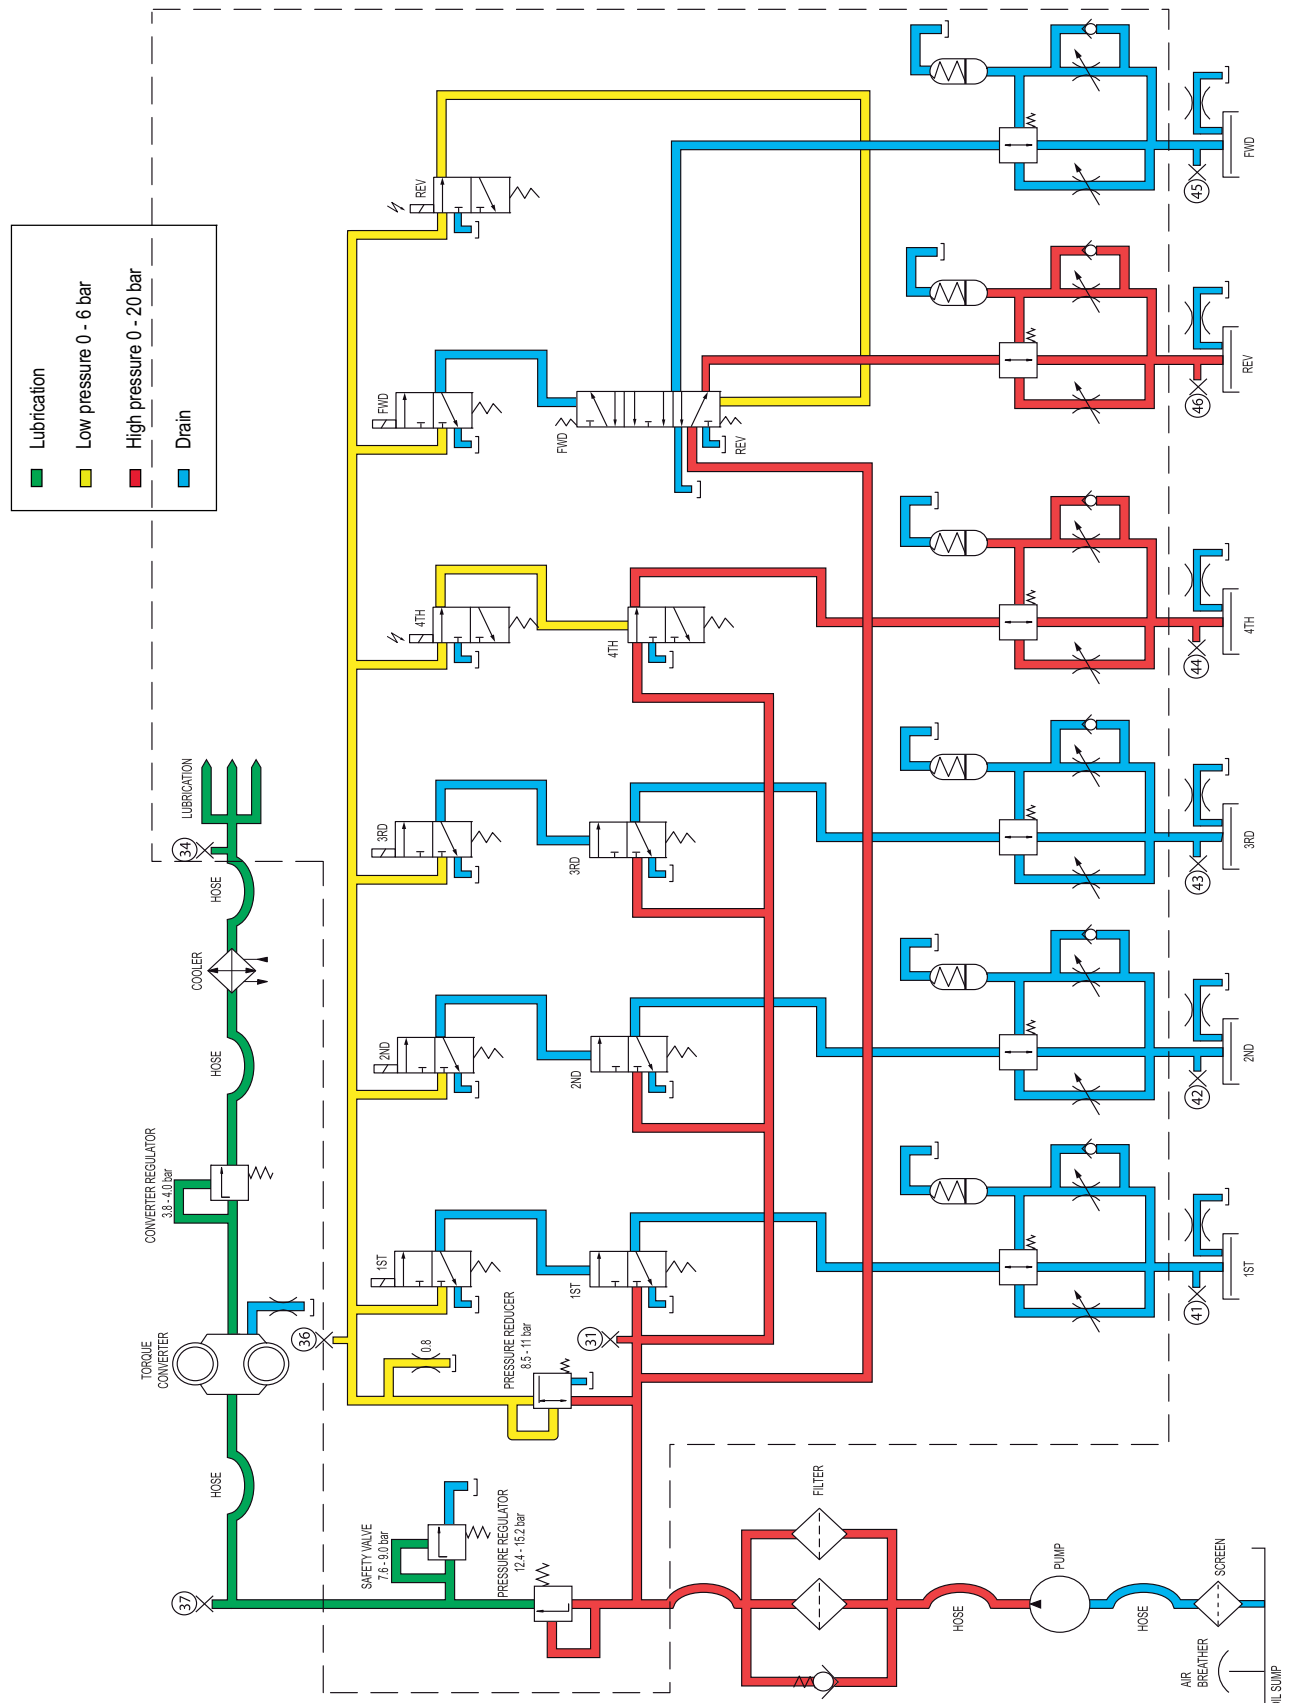 Lubrication
Low pressure 0 - 6 bar
High pressure 0 - 20 bar
Drain
LUBRICATION
34
HOSE
COOLER
HOSE
CONVERTER REGULATOR
3.8 - 4.0 bar
TORQUE
CONVERTER
HOSE
37
SAFETY VALVE
7.6 - 9.0 bar
PRESSURE REGULATOR
12.4 - 15.2 bar
36
0.8
PRESSURE REDUCER
8.5 - 11 bar
31
1ST
2ND
3RD
4TH
FWD
REV
1ST
2ND
3RD
4TH
FWD
REV
FILTER
HOSE
PUMP
HOSE
SCREEN
AIR
BREATHER
OIL SUMP
41
1ST
42
2ND
43
3RD
44
4TH
46
REV
45
FWD